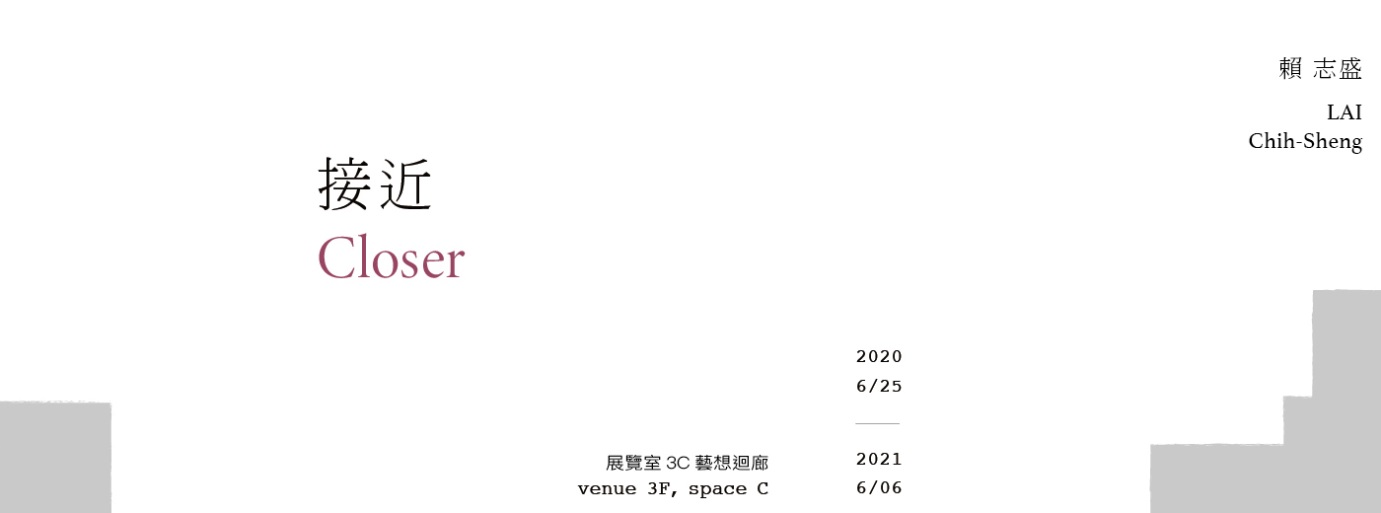 賴 志盛
LAI
Chih-Sheng
接近
Closer
2020
6/25
2021
6/06
展覽室 3C 藝想迴廊
venue 3F, space C